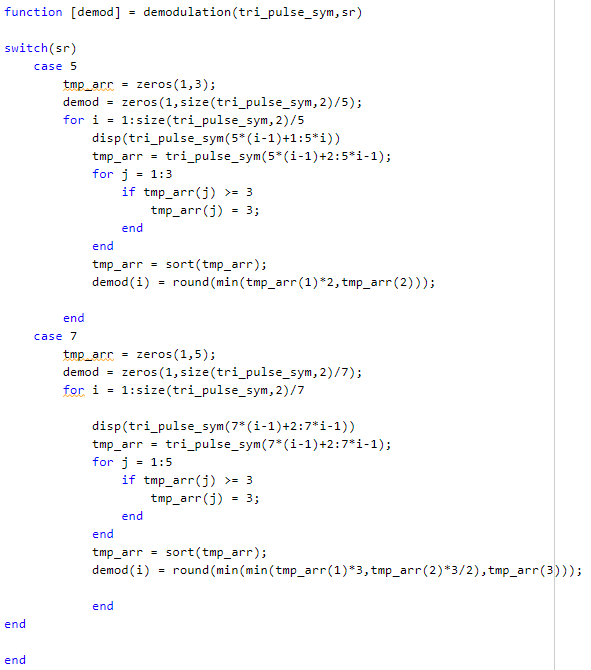 function [demod] = demodulation(tri_pulse_sym,sr)
switch(sr)
case 5
tmp_arr = zeros(1,3);
demod = zeros(1,size(tri_pulse_sym,2)/5);
for i = 1:size(tri_pulse_sym,2)/5
disp(tri_pulse_sym(5*(i-1)+1:5*i))
tmp_arr = tri_pulse_sym(5*(i-1)+2:5*i-1);
for j = 1:3
if tmp_arr(j) >= 3
tmp_arr(j) = 3;
end
end
tmp_arr = sort(tmp_arr);
demod(i) = round(min(tmp_arr(1)*2,tmp_arr(2)));
end
case 7
tmp_arr = zeros(1,5);
demod = zeros(1,size(tri_pulse_sym,2)/7);
for i = 1:size(tri_pulse_sym,2)/7
disp(tri_pulse_sym(7*(i-1)+2:7*i-1))
tmp_arr = tri_pulse_sym(7*(i-1)+2:7*i-1);
for j = 1:5
if tmp_arr(j) >= 3
tmp_arr(j) = 3;
end
end
tmp_arr = sort(tmp_arr);
demod(i) = round(min(min(tmp_arr(1)*3,tmp_arr(2)*3/2),tmp_arr(3)));
end
end
end